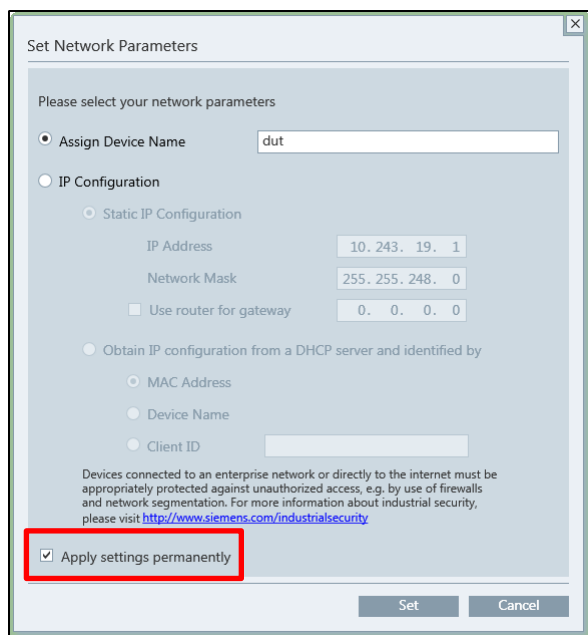 Set Network Parameters
Please select your network parameters
Assign Device Name dut
IP Configuration
Static IP Configuration
IP Address 10. 243. 19. 1
Network Mask 255. 255. 248. 0
Use router for gateway 0. 0. 0. 0
Obtain IP configuration from a DHCP server and identified by
MAC Address
Device Name
Client ID
Devices connected to an enterprise network or directly to the internet must be
appropriately protected against unauthorized access, e.g. by use of firewalls
and network segmentation. For more information about industrial security,
please visit http://www.siemens.com/industrialsecurity
Apply settings permanently
Set Cancel